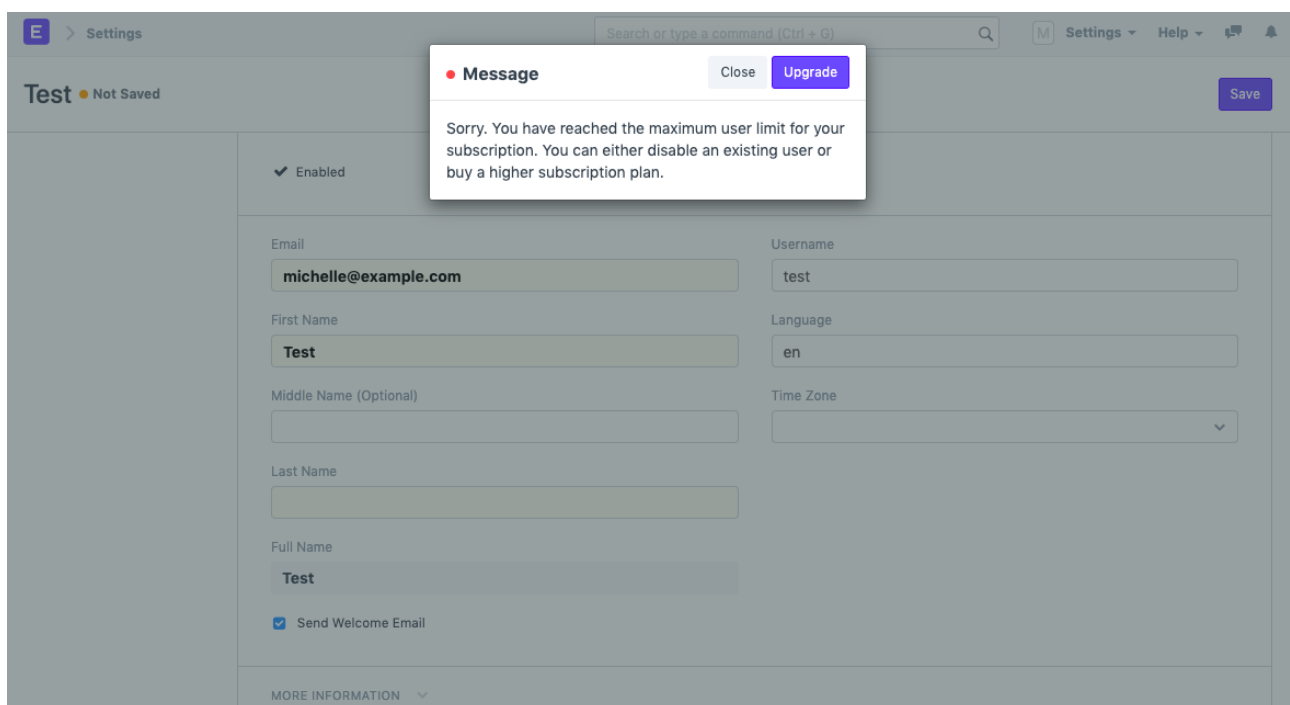 E > Settings
Search or type a command (Ctrl + G)
M Settings Help
Test Not Saved
Save
Message
Close
Upgrade
Sorry. You have reached the maximum user limit for your
subscription. You can either disable an existing user or
buy a higher subscription plan.
Enabled
Email
michelle@example.com
Username
test
First Name
Test
Language
en
Middle Name (Optional)
Time Zone
Last Name
Full Name
Test
Send Welcome Email
MORE INFORMATION